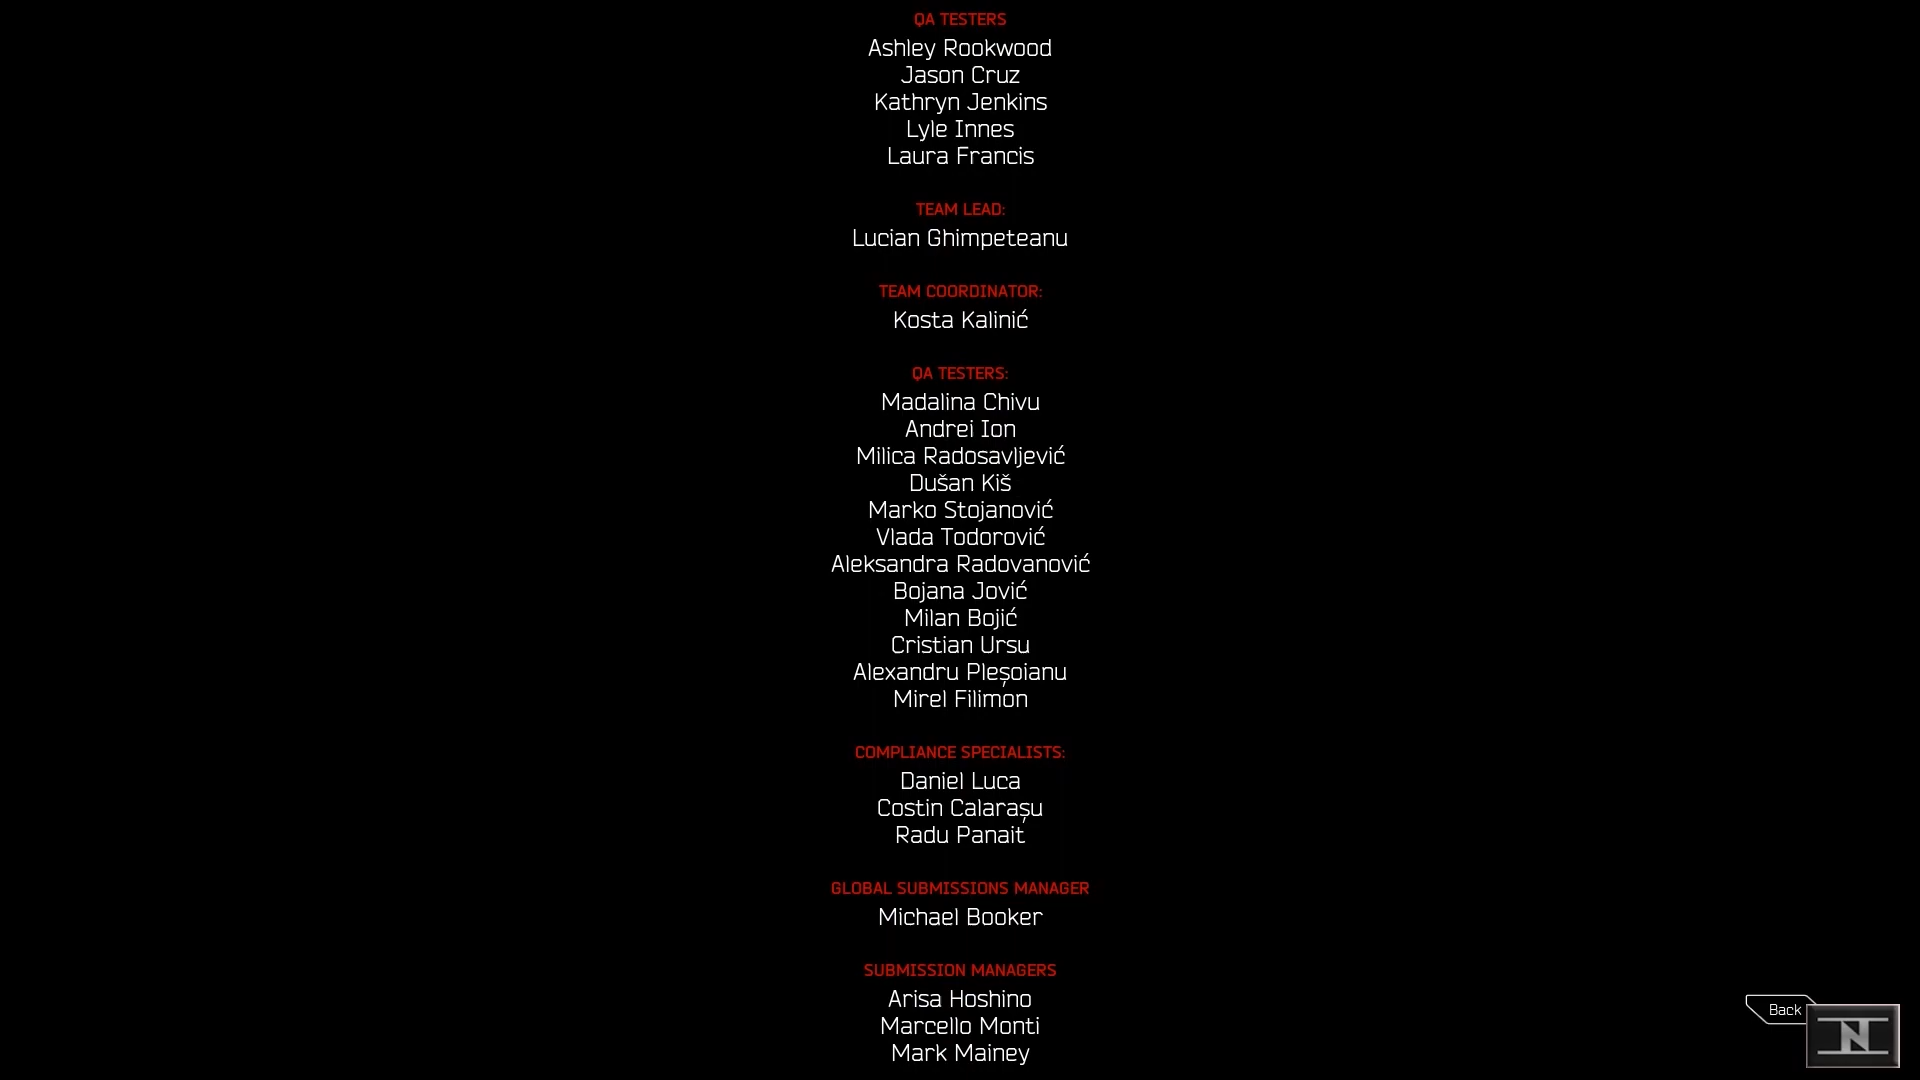 QA TESTERS
Ashley Rookwood
Jason Cruz
Kathryn Jenkins
Lyle Innes
Laura Francis
TEAM LEAD:
Lucian Ghimpeteanu
TEAM COORDINATOR:
Kosta Kalinić
QA TESTERS:
Madalina Chivu
Andrei Ion
Milica Radosavljević
Dušan Kiš
Marko Stojanović
Vlada Todorović
Aleksandra Radovanović
Bojana Jović
Milan Bojić
Cristian Ursu
Alexandru Pleșoianu
Mirel Filimon
COMPLIANCE SPECIALISTS:
Daniel Luca
Costin Calarașu
Radu Panait
GLOBAL SUBMISSIONS MANAGER
Michael Booker
SUBMISSION MANAGERS
Arisa Hoshino
Marcello Monti
Mark Mainey
Back
N